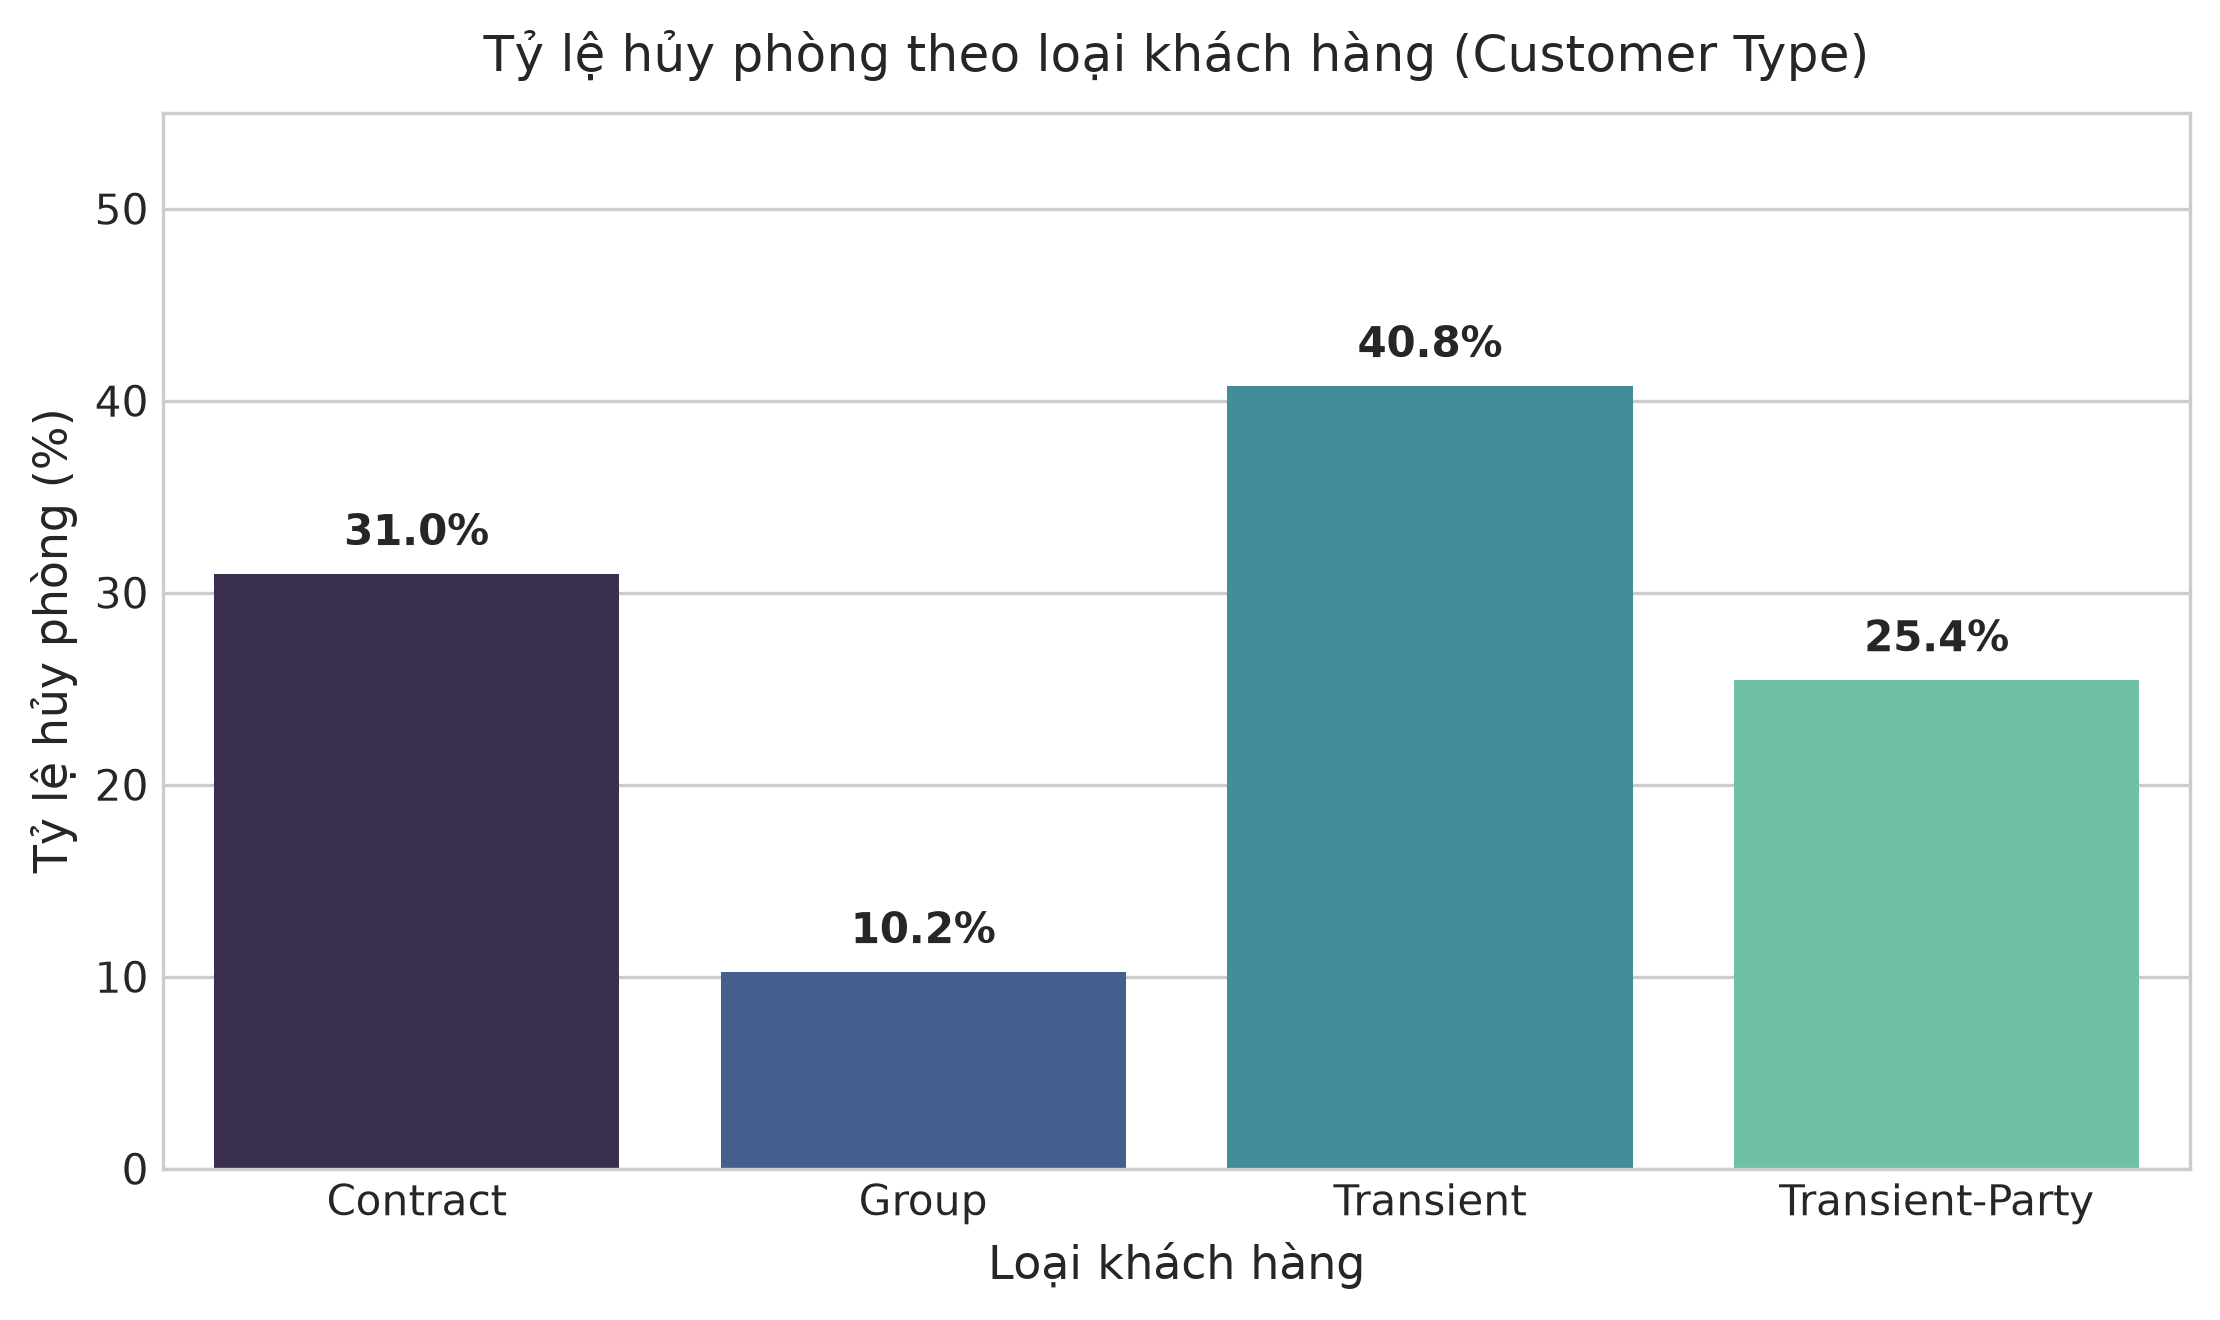 Tỷ lệ hủy phòng theo loại khách hàng (Customer Type)
Tỷ lệ hủy phòng (%)
50
40
30
20
10
0
31.0%
10.2%
40.8%
25.4%
Contract
Group
Transient
Transient-Party
Loại khách hàng